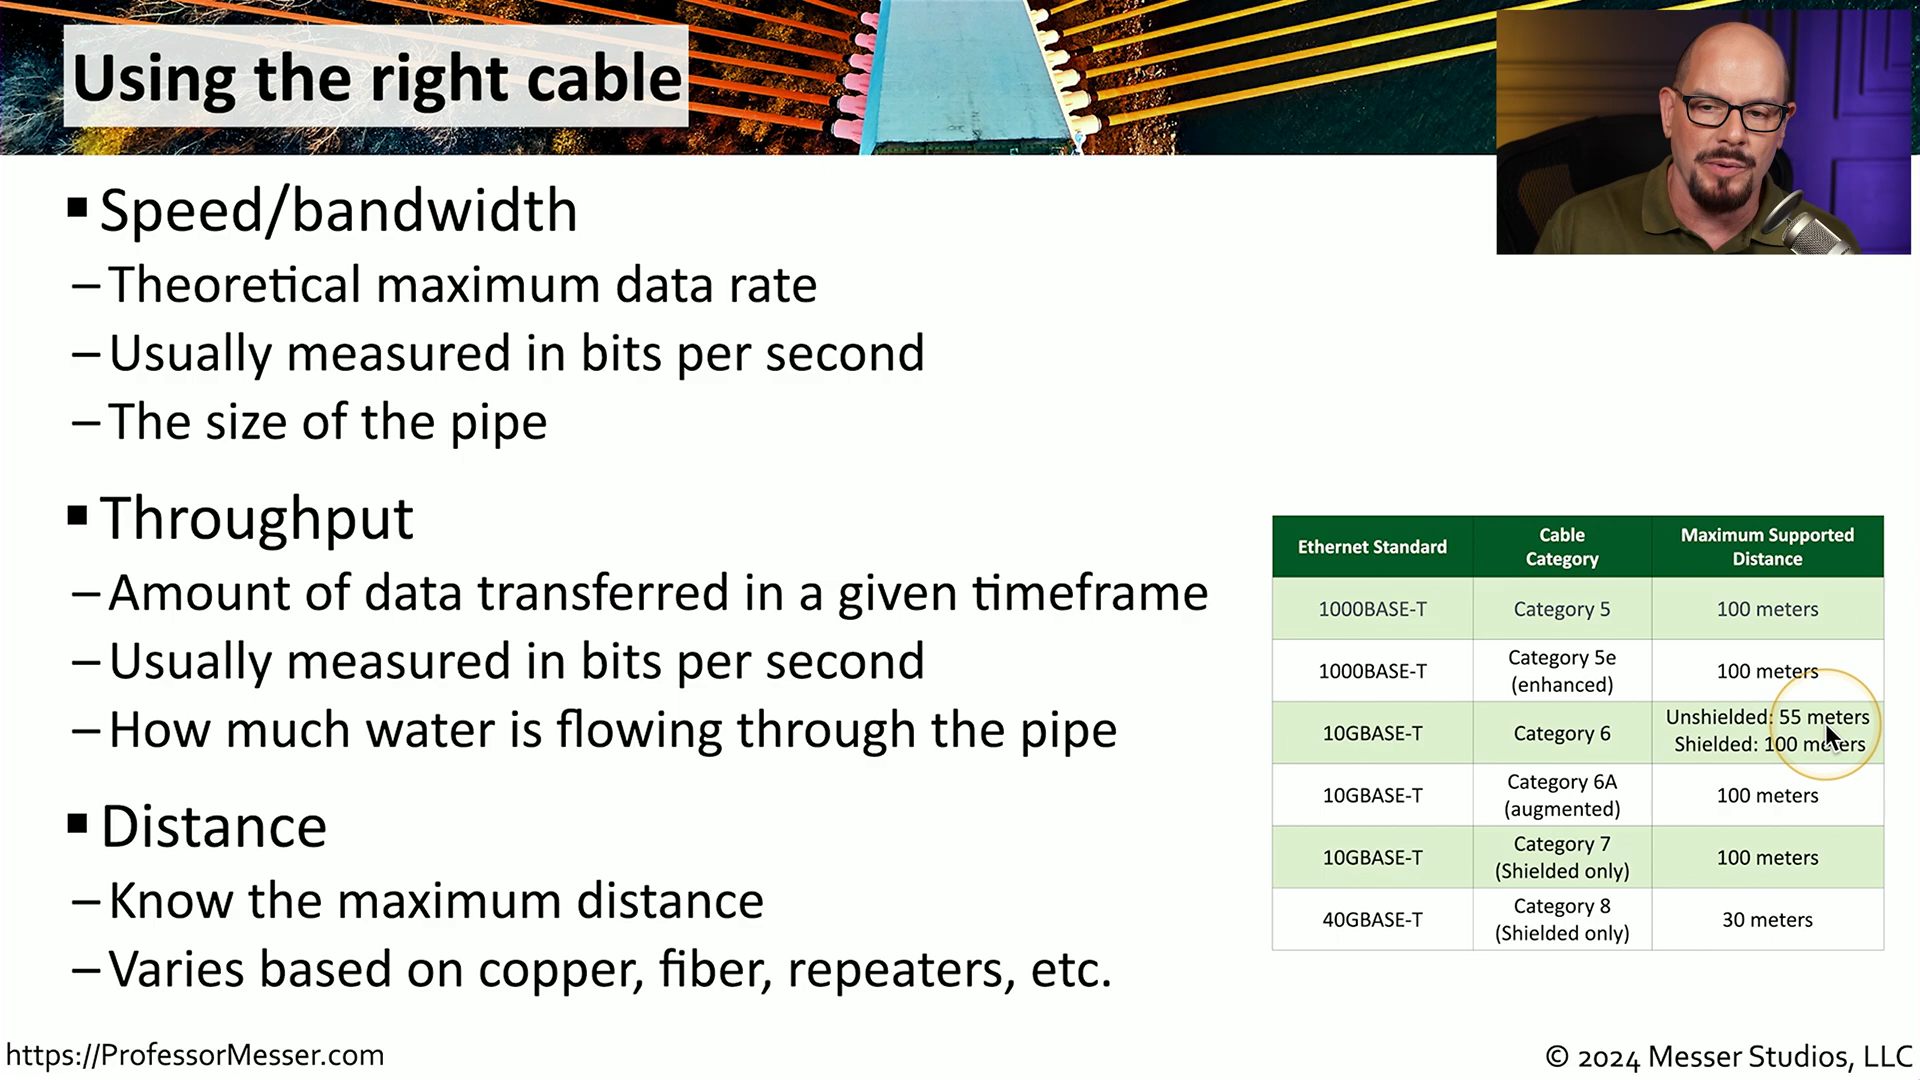 Using the right cable
▪ Speed/bandwidth
– Theoretical maximum data rate
– Usually measured in bits per second
– The size of the pipe
▪ Throughput
– Amount of data transferred in a given timeframe
– Usually measured in bits per second
– How much water is flowing through the pipe
▪ Distance
– Know the maximum distance
– Varies based on copper, fiber, repeaters, etc.
Ethernet Standard
Cable
Category
Maximum Supported
Distance
1000BASE-T
Category 5
100 meters
1000BASE-T
Category 5e
(enhanced)
100 meters
10GBASE-T
Category 6
Unshielded: 55 meters
Shielded: 100 meters
10GBASE-T
Category 6A
(augmented)
100 meters
10GBASE-T
Category 7
(Shielded only)
100 meters
40GBASE-T
Category 8
(Shielded only)
30 meters
https://ProfessorMesser.com
© 2024 Messer Studios, LLC